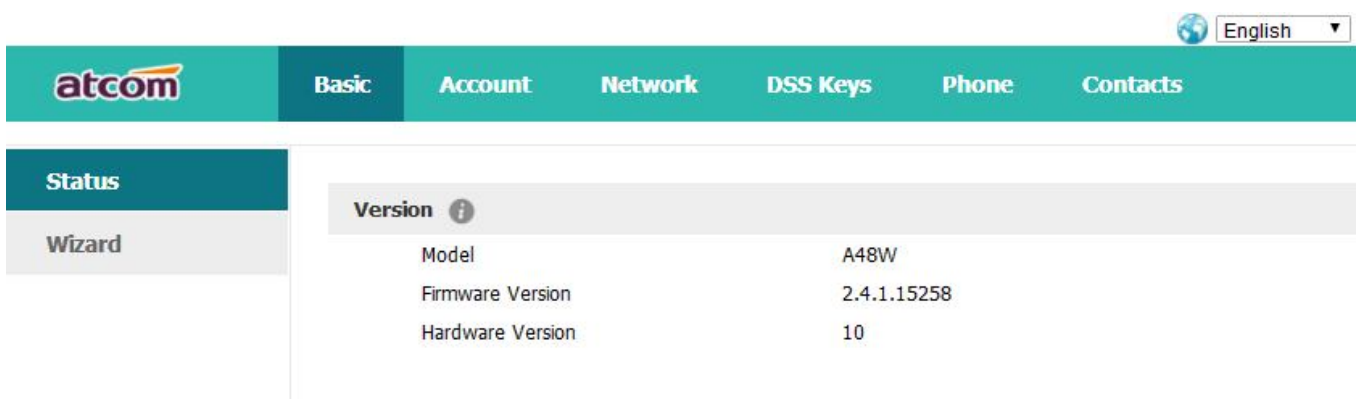 English
atcom
Basic Account Network DSS Keys Phone Contacts
Status
Version
Wizard
Model A48W
Firmware Version 2.4.1.15258
Hardware Version 10